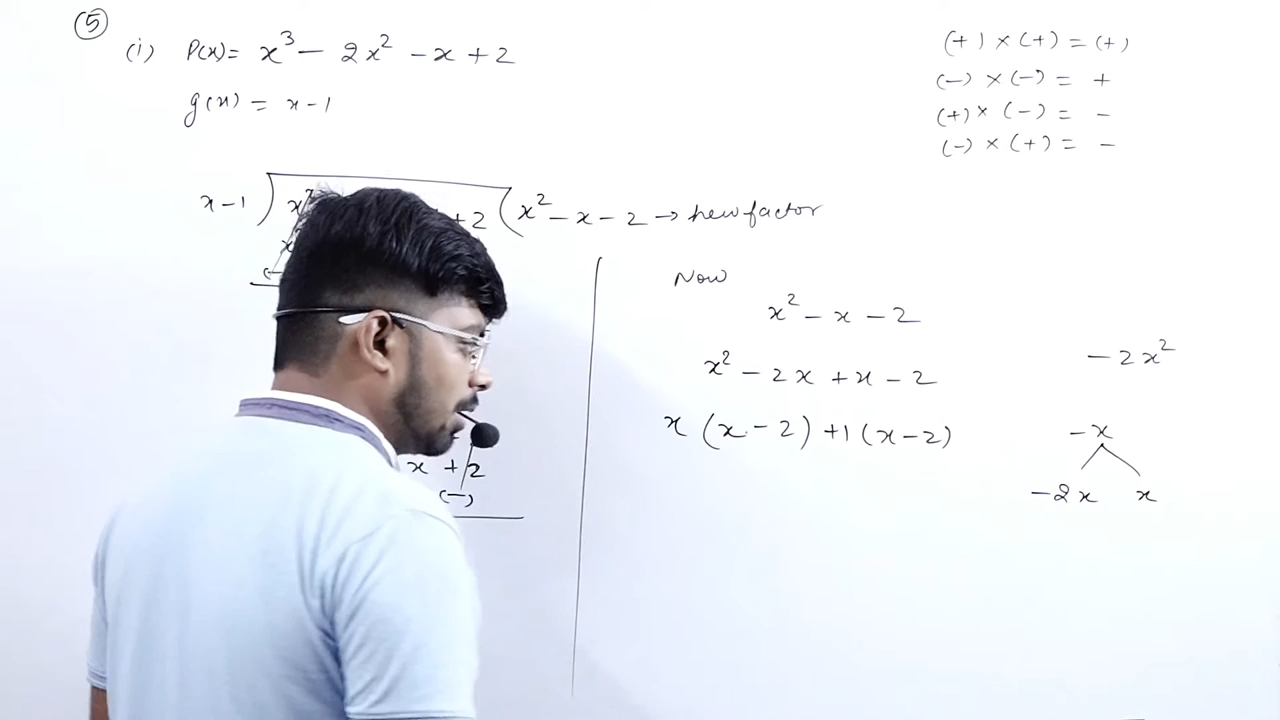 (5)
(i) P(x) = x³ - 2x² - x + 2
g(x) = x - 1
(+) × (+) = (+)
(-) × (-) = +
(+) × (-) = -
(-) × (+) = -
x - 1 ) + 2 ( x² - x - 2 → new factor
x + 2
(-)
Now
x² - x - 2
x² - 2x + x - 2
x (x - 2) + 1 (x - 2)
- 2x²
- x
- 2x x